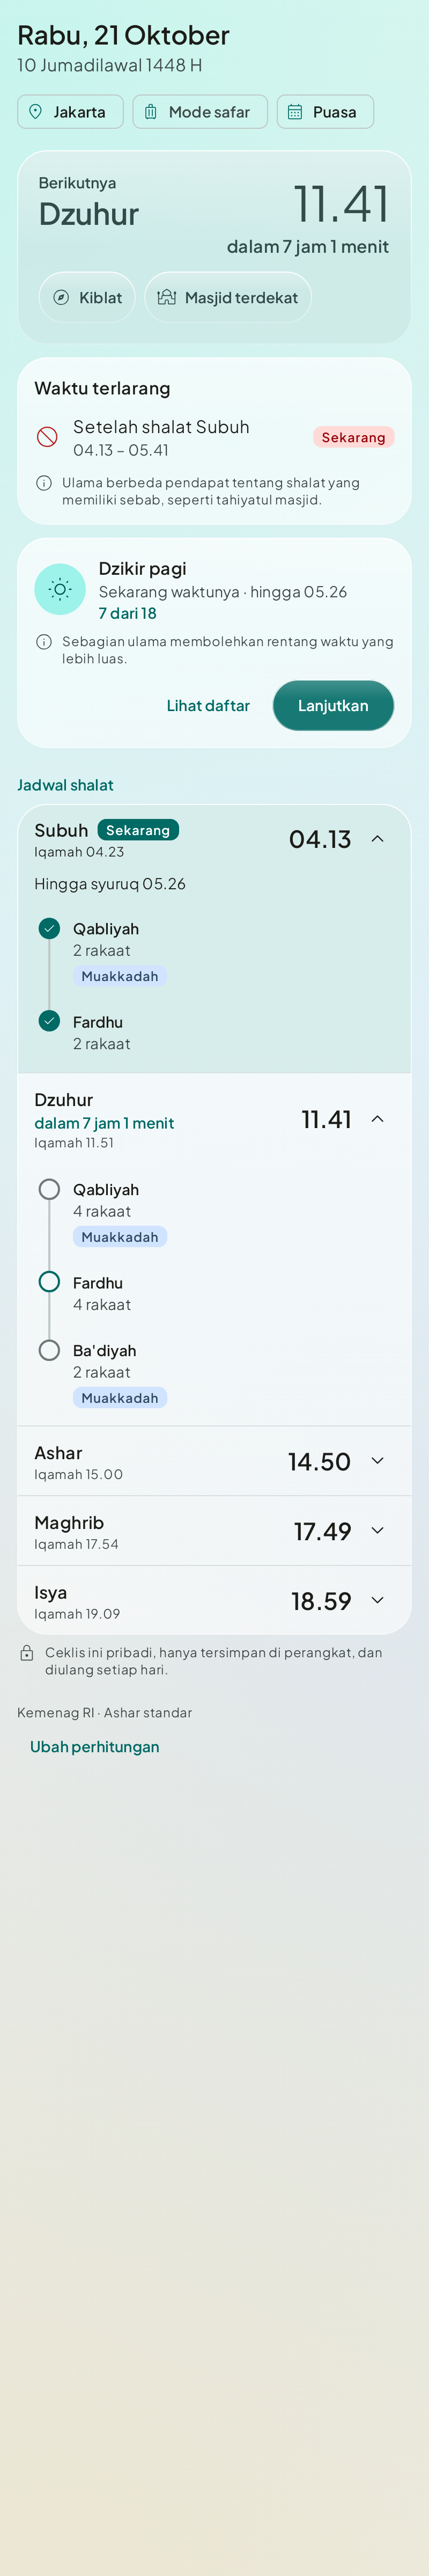 Rabu, 21 Oktober
10 Jumadilawal 1448 H
Jakarta
Mode safar
Puasa
Berikutnya
Dzuhur
11.41
dalam 7 jam 1 menit
Kiblat
Masjid terdekat
Waktu terlarang
Setelah shalat Subuh
04.13 – 05.41
Sekarang
Ulama berbeda pendapat tentang shalat yang
memiliki sebab, seperti tahiyatul masjid.
Dzikir pagi
Sekarang waktunya · hingga 05.26
7 dari 18
Sebagian ulama membolehkan rentang waktu yang
lebih luas.
Lihat daftar
Lanjutkan
Jadwal shalat
Subuh
Sekarang
Iqamah 04.23
04.13
Hingga syuruq 05.26
Qabliyah
2 rakaat
Muakkadah
Fardhu
2 rakaat
Dzuhur
dalam 7 jam 1 menit
Iqamah 11.51
11.41
Qabliyah
4 rakaat
Muakkadah
Fardhu
4 rakaat
Ba'diyah
2 rakaat
Muakkadah
Ashar
Iqamah 15.00
14.50
Maghrib
Iqamah 17.54
17.49
Isya
Iqamah 19.09
18.59
Ceklis ini pribadi, hanya tersimpan di perangkat, dan
diulang setiap hari.
Kemenag RI · Ashar standar
Ubah perhitungan